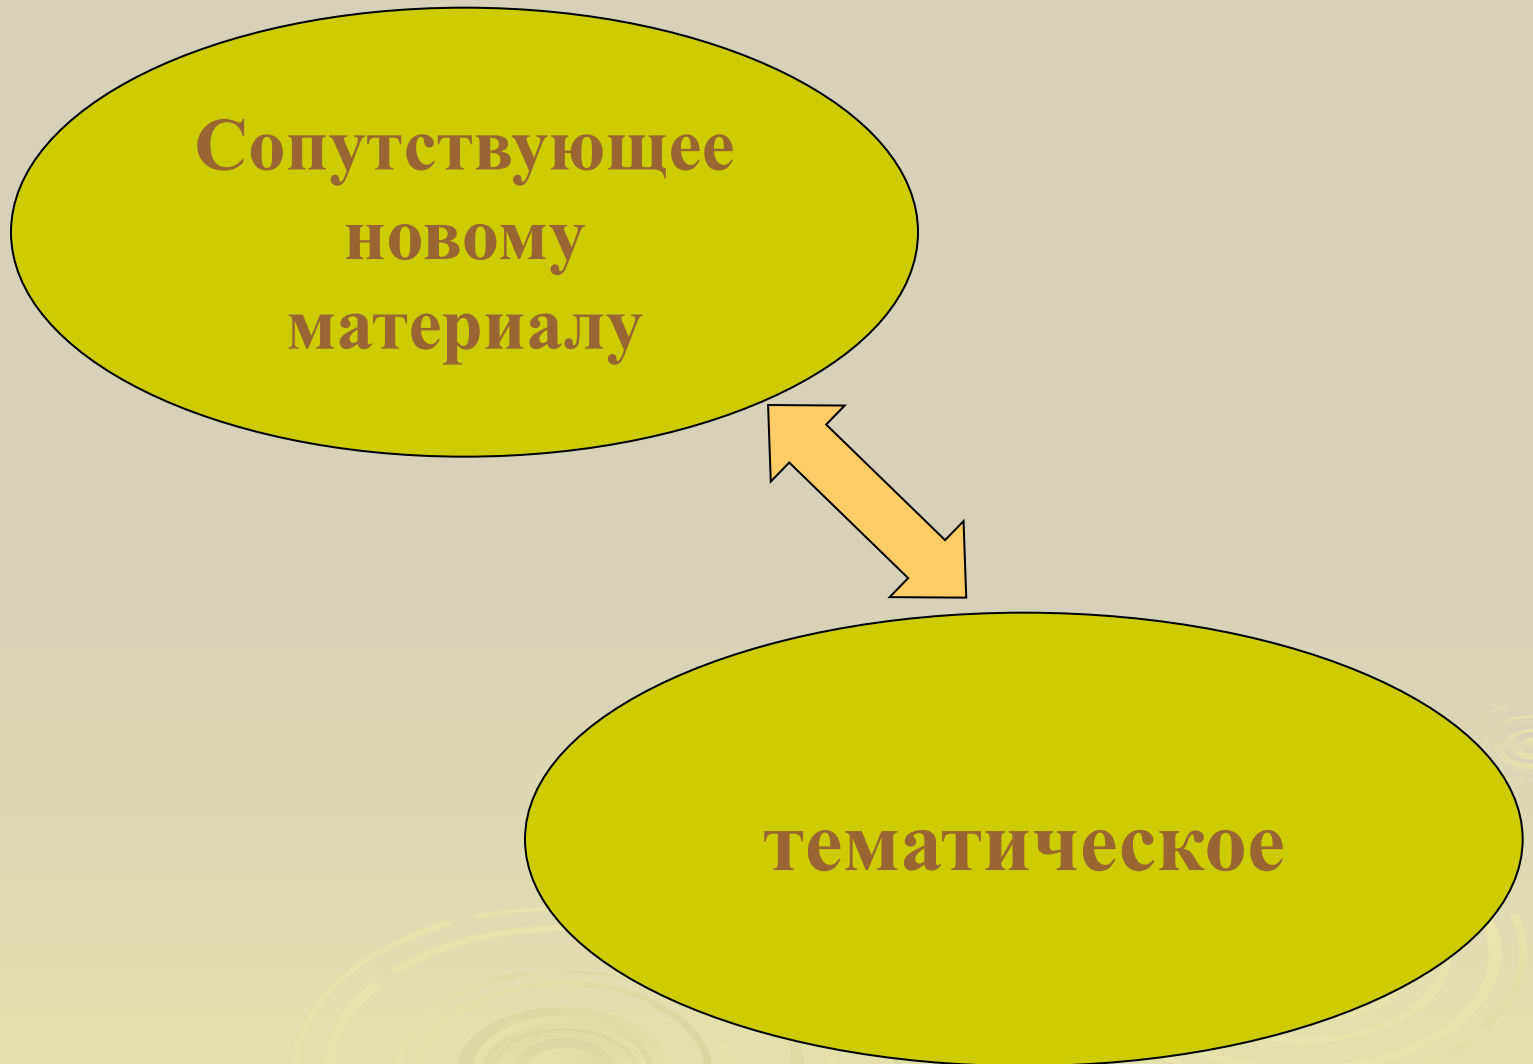 Сопутствующее
новому
материалу
тематическое